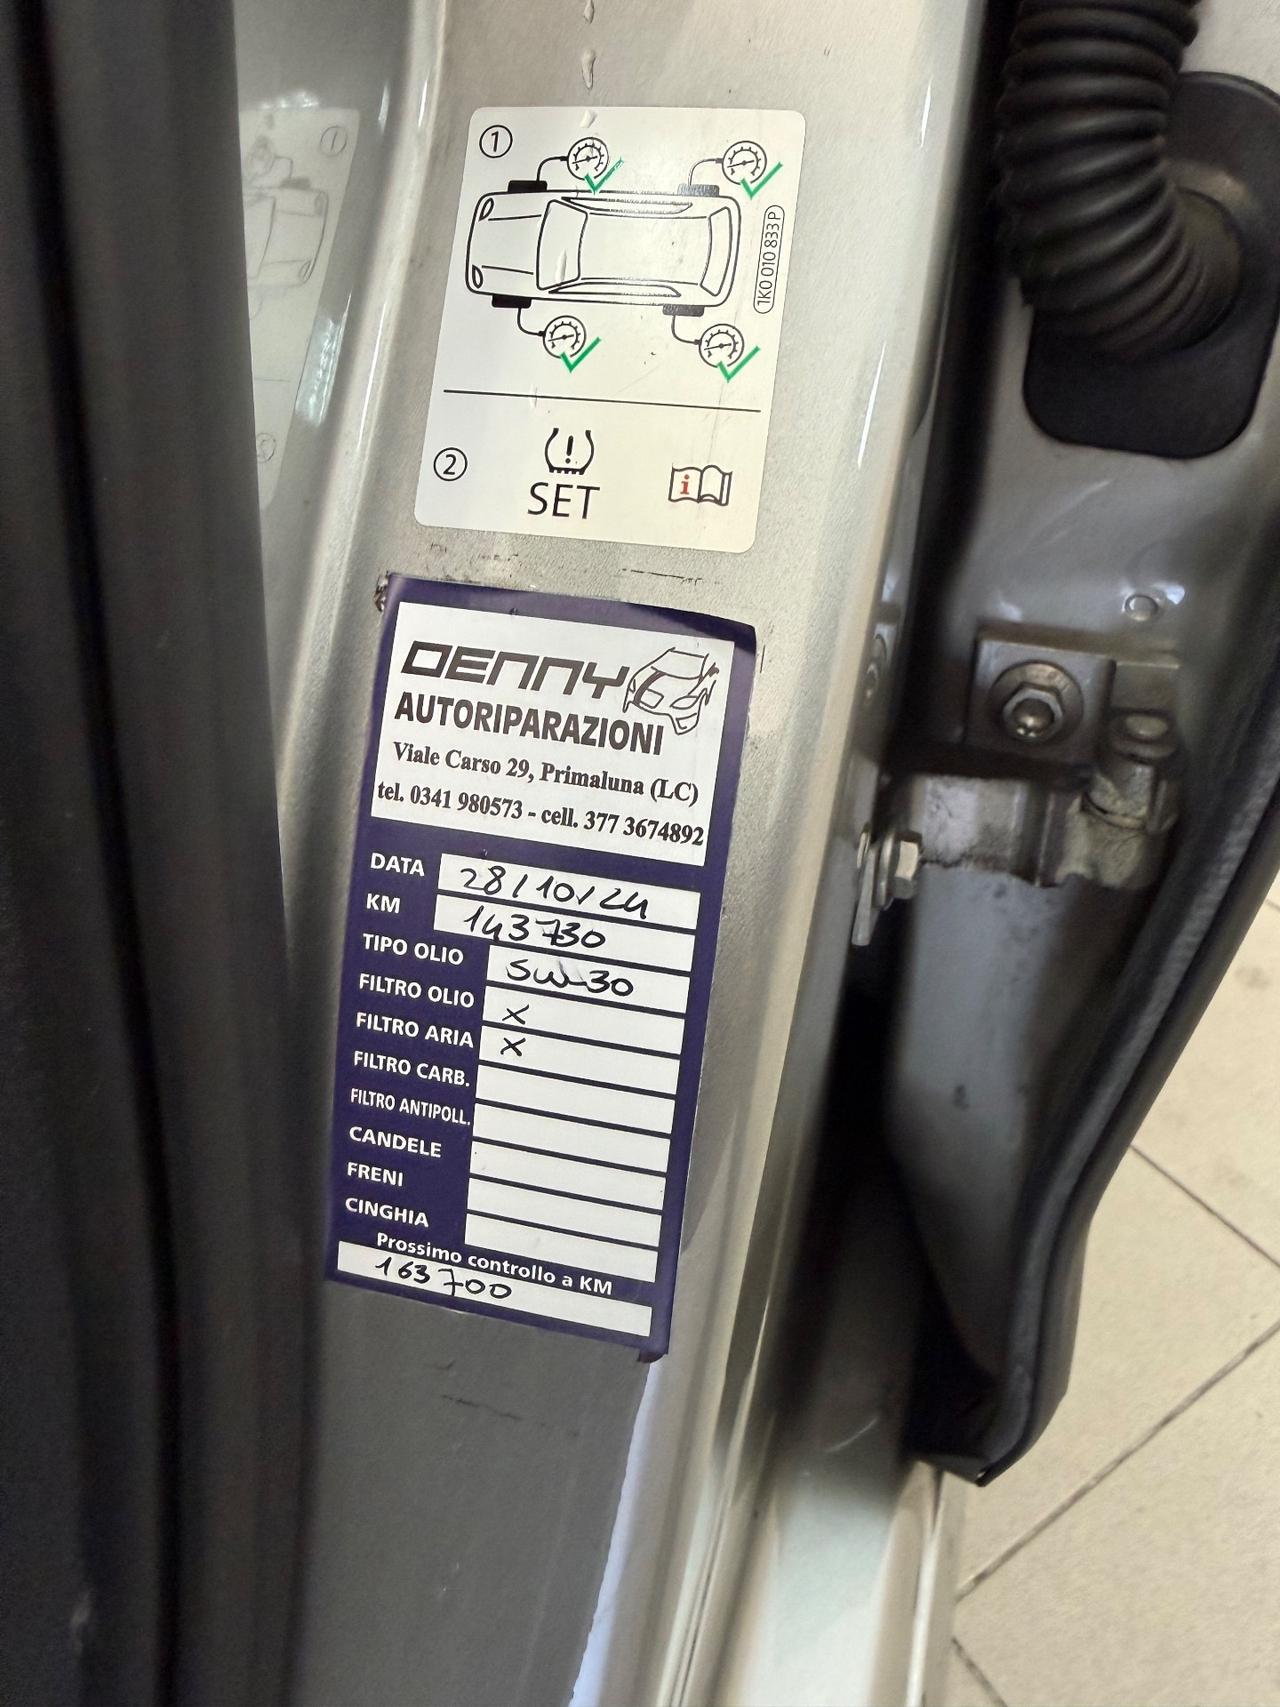 1
1K0 010 833 P
2
SET
i
DENNY
AUTORIPARAZIONI
Viale Carso 29, Primaluna (LC)
tel. 0341 980573 - cell. 377 3674892
DATA 28/10/24
KM 143730
TIPO OLIO 5W-30
FILTRO OLIO X
FILTRO ARIA X
FILTRO CARB.
FILTRO ANTIPOLL.
CANDELE
FRENI
CINGHIA
Prossimo controllo a KM
163700